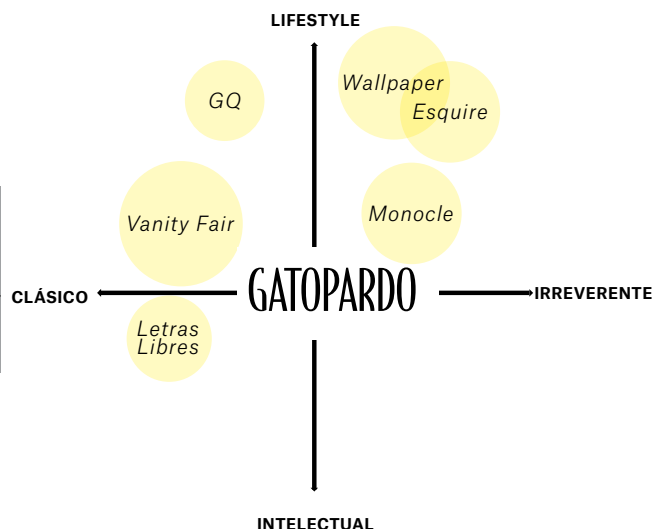 LIFESTYLE
Wallpaper
GQ
Esquire
Monocle
Vanity Fair
CLÁSICO
GATOPARDO
IRREVERENTE
Letras
Libres
INTELECTUAL